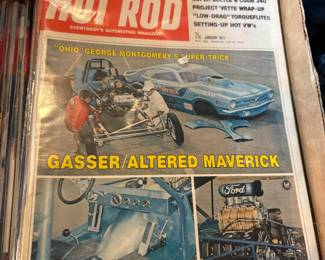 HOT ROD
EVERYBODY'S AUTOMOTIVE MAGAZINE
PROJECT 'VETTE WRAP-UP
"LOW-DRAG" TORQUEFLITES
SETTING-UP HOT VW's
JANUARY 1971
"OHIO" GEORGE MONTGOMERY'S SUPER-TRICK
GASSER/ALTERED MAVERICK
Ford